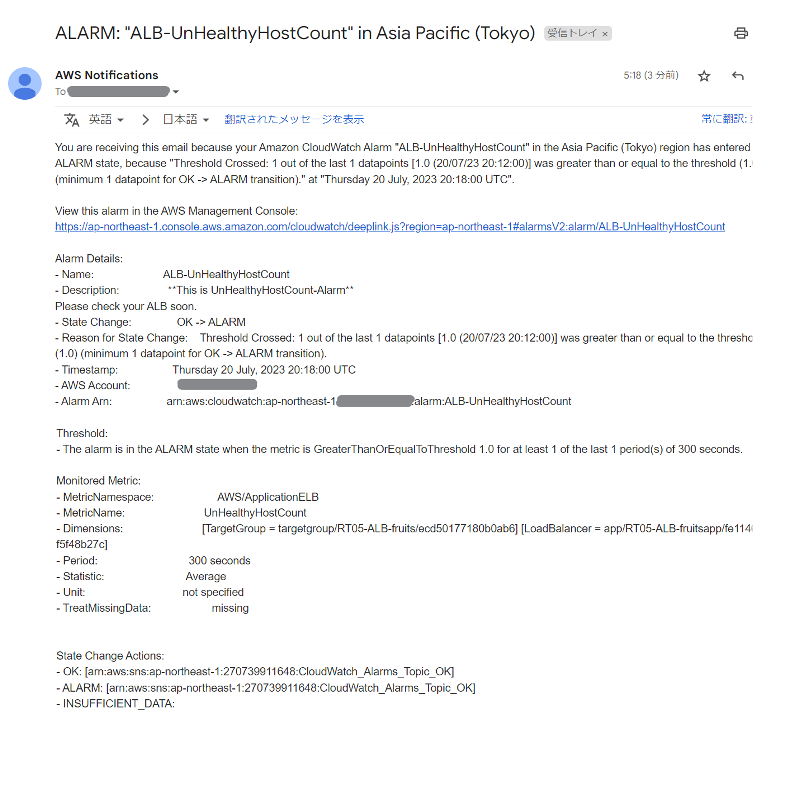 ALARM: "ALB-UnHealthyHostCount" in Asia Pacific (Tokyo) 受信トレイ ×
AWS Notifications 5:18 (3 分前)
To
英語 日本語 翻訳されたメッセージを表示 常に翻訳:
You are receiving this email because your Amazon CloudWatch Alarm "ALB-UnHealthyHostCount" in the Asia Pacific (Tokyo) region has entered
ALARM state, because "Threshold Crossed: 1 out of the last 1 datapoints [1.0 (20/07/23 20:12:00)] was greater than or equal to the threshold (1.
(minimum 1 datapoint for OK -> ALARM transition)." at "Thursday 20 July, 2023 20:18:00 UTC".
View this alarm in the AWS Management Console:
https://ap-northeast-1.console.aws.amazon.com/cloudwatch/deeplink.js?region=ap-northeast-1#alarmsV2:alarm/ALB-UnHealthyHostCount
Alarm Details:
- Name: ALB-UnHealthyHostCount
- Description: **This is UnHealthyHostCount-Alarm**
Please check your ALB soon.
- State Change: OK -> ALARM
- Reason for State Change: Threshold Crossed: 1 out of the last 1 datapoints [1.0 (20/07/23 20:12:00)] was greater than or equal to the thresho
(1.0) (minimum 1 datapoint for OK -> ALARM transition).
- Timestamp: Thursday 20 July, 2023 20:18:00 UTC
- AWS Account:
- Alarm Arn: arn:aws:cloudwatch:ap-northeast-1 :alarm:ALB-UnHealthyHostCount
Threshold:
- The alarm is in the ALARM state when the metric is GreaterThanOrEqualToThreshold 1.0 for at least 1 of the last 1 period(s) of 300 seconds.
Monitored Metric:
- MetricNamespace: AWS/ApplicationELB
- MetricName: UnHealthyHostCount
- Dimensions: [TargetGroup = targetgroup/RT05-ALB-fruits/ecd50177180b0ab6] [LoadBalancer = app/RT05-ALB-fruitsapp/fe114
f5f48b27c]
- Period: 300 seconds
- Statistic: Average
- Unit: not specified
- TreatMissingData: missing
State Change Actions:
- OK: [arn:aws:sns:ap-northeast-1:270739911648:CloudWatch_Alarms_Topic_OK]
- ALARM: [arn:aws:sns:ap-northeast-1:270739911648:CloudWatch_Alarms_Topic_OK]
- INSUFFICIENT_DATA: